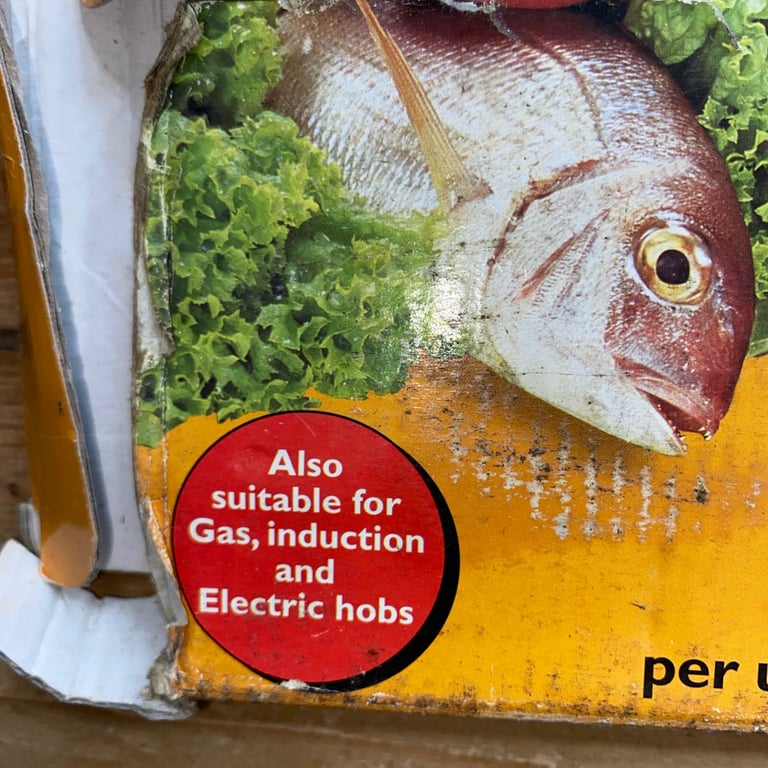 Also
suitable for
Gas, induction
and
Electric hobs
per